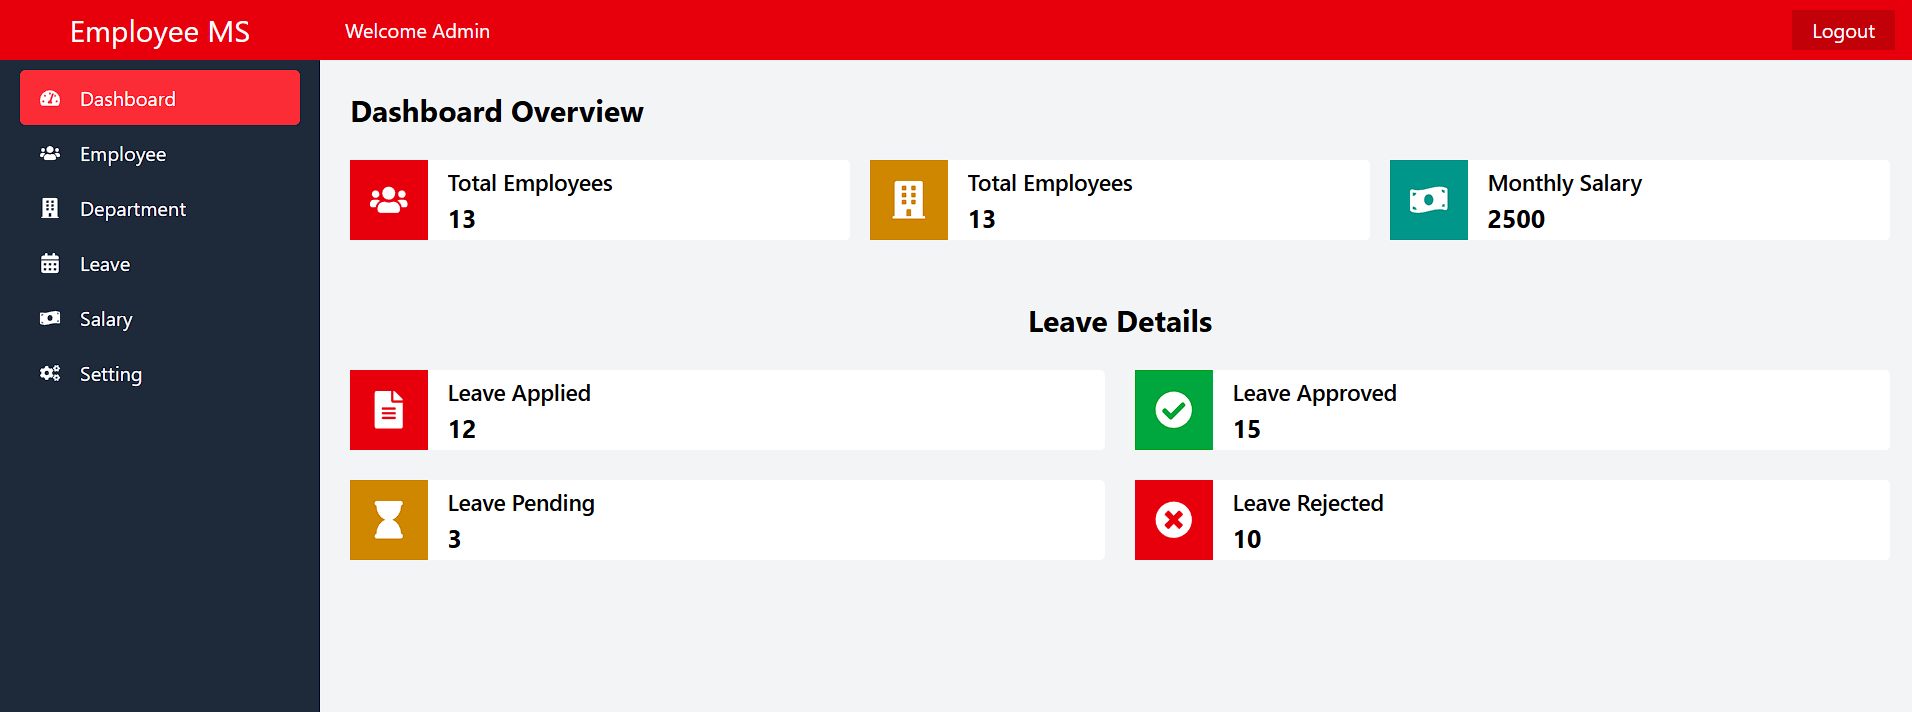 Employee MS
Welcome Admin
Logout
Dashboard
Employee
Department
Leave
Salary
Setting
Dashboard Overview
Total Employees
13
Total Employees
13
Monthly Salary
2500
Leave Details
Leave Applied
12
Leave Approved
15
Leave Pending
3
Leave Rejected
10